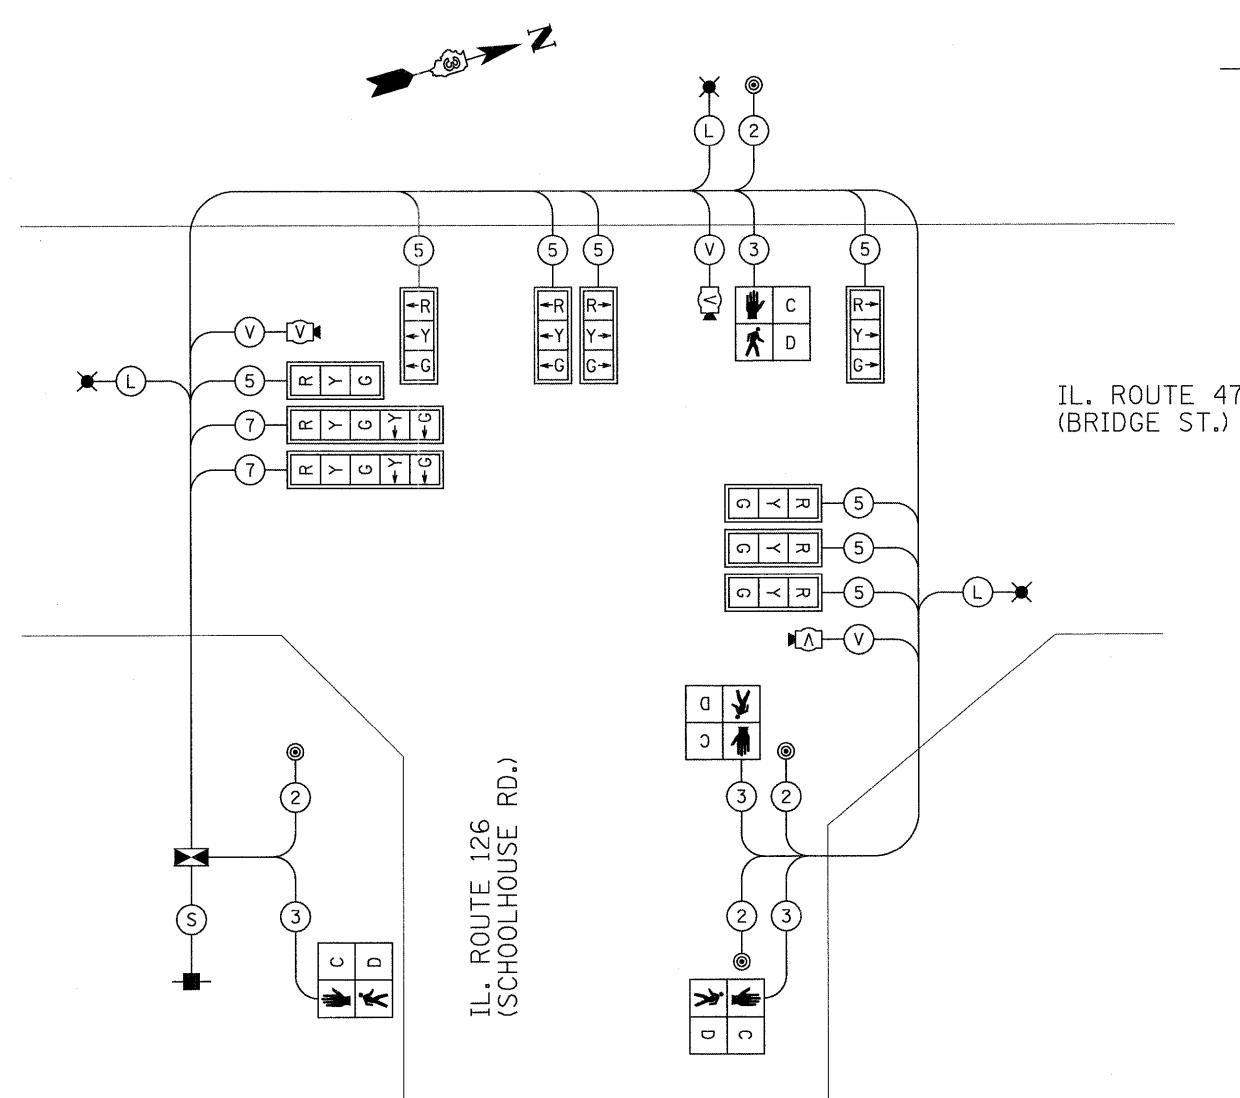 N
3
L 2
5 5 5 V 3 5
←R ←R R→ V C R→
←Y ←Y Y→ D Y→
←G ←G G→ G→
V V
L 5 R Y G
7 R Y G Y← G←
7 R Y G Y← G←
IL. ROUTE 47
(BRIDGE ST.)
G Y R 5
G Y R 5
G Y R 5 L
V V
D
C
2 3 2
IL. ROUTE 126
(SCHOOLHOUSE RD.)
S 3 2 3
C D
D C